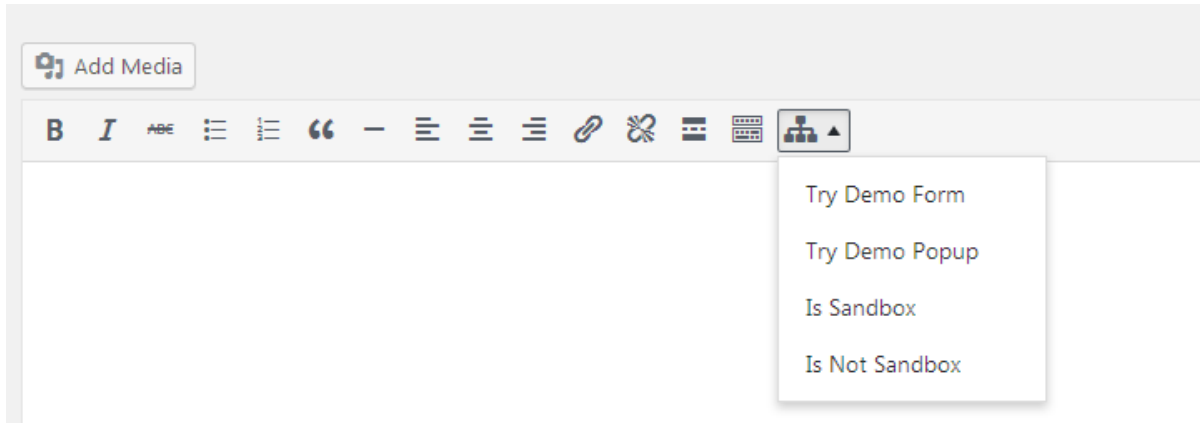 Add Media
B I ABC
Try Demo Form
Try Demo Popup
Is Sandbox
Is Not Sandbox